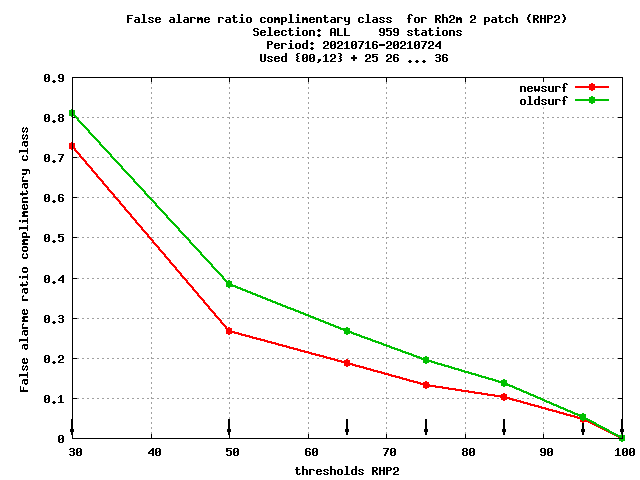 False alarme ratio complimentary class  for Rh2m 2 patch (RHP2)
Selection: ALL    959 stations
Period: 20210716-20210724
Used {00,12} + 25 26 ... 36
newsurf
oldsurf
False alarme ratio complimentary class
0.9
0.8
0.7
0.6
0.5
0.4
0.3
0.2
0.1
0
30 40 50 60 70 80 90 100
thresholds RHP2